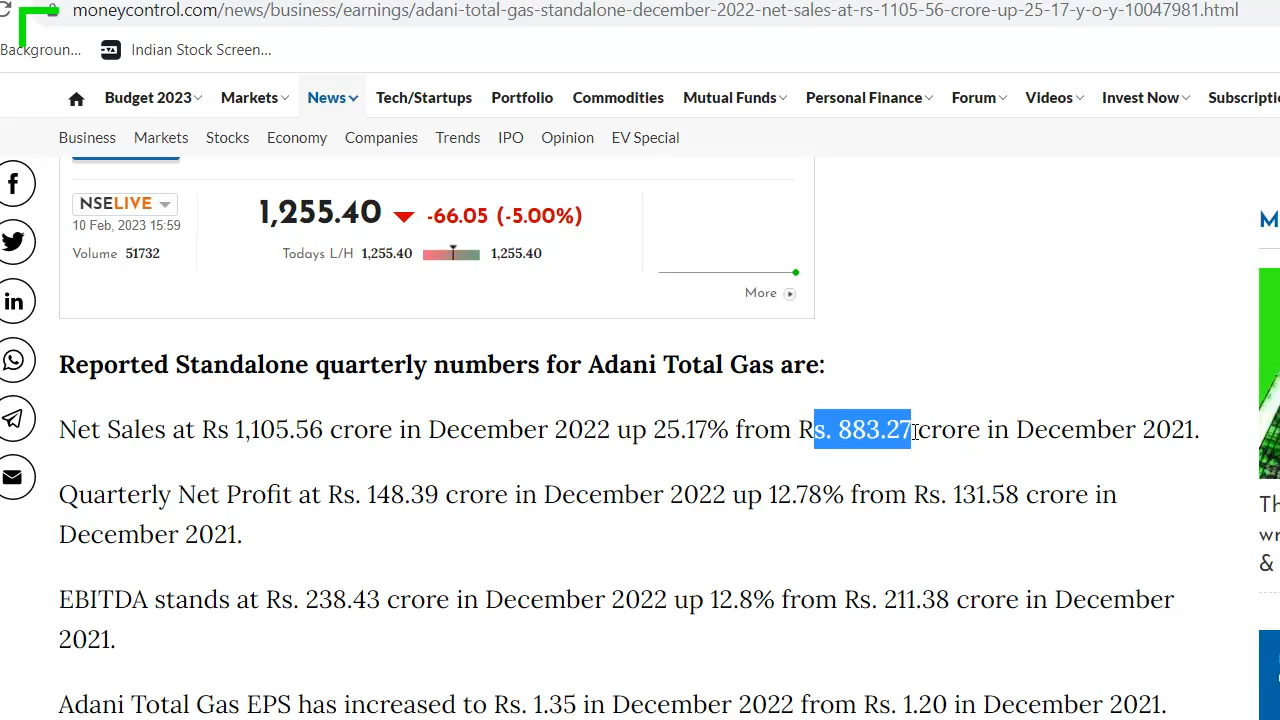 moneycontrol.com/news/business/earnings/adani-total-gas-standalone-december-2022-net-sales-at-rs-1105-56-crore-up-25-17-y-o-y-10047981.html
Backgroun... Indian Stock Screen...
Budget 2023 Markets News Tech/Startups Portfolio Commodities Mutual Funds Personal Finance Forum Videos Invest Now Subscripti
Business Markets Stocks Economy Companies Trends IPO Opinion EV Special
NSELIVE 1,255.40 -66.05 (-5.00%)
10 Feb, 2023 15:59
Volume 51732 Todays L/H 1,255.40 1,255.40
More
Reported Standalone quarterly numbers for Adani Total Gas are:
Net Sales at Rs 1,105.56 crore in December 2022 up 25.17% from Rs. 883.27 crore in December 2021.
Quarterly Net Profit at Rs. 148.39 crore in December 2022 up 12.78% from Rs. 131.58 crore in
December 2021.
EBITDA stands at Rs. 238.43 crore in December 2022 up 12.8% from Rs. 211.38 crore in December
2021.
Adani Total Gas EPS has increased to Rs. 1.35 in December 2022 from Rs. 1.20 in December 2021.
M
Th
wr
&